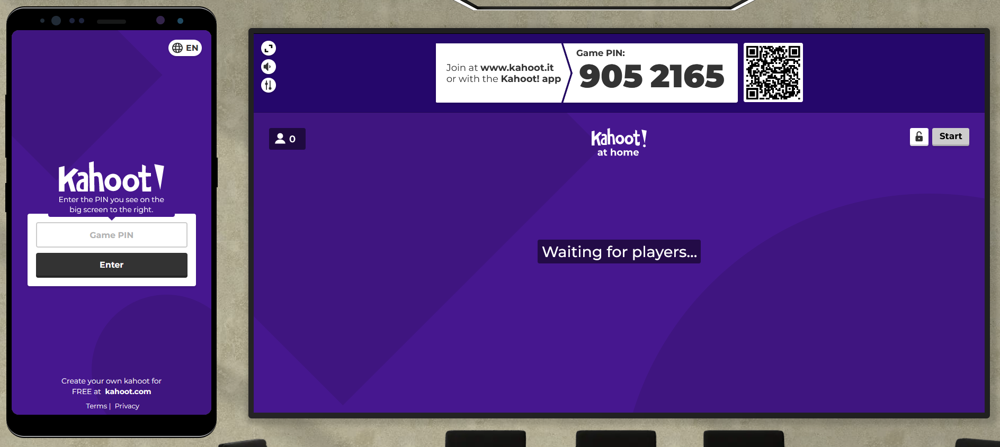 EN
Kahoot!
Enter the PIN you see on the
big screen to the right.
Game PIN
Enter
Create your own kahoot for
FREE at kahoot.com
Terms | Privacy
Join at www.kahoot.it
or with the Kahoot! app
Game PIN:
905 2165
0
Kahoot!
at home
Start
Waiting for players...